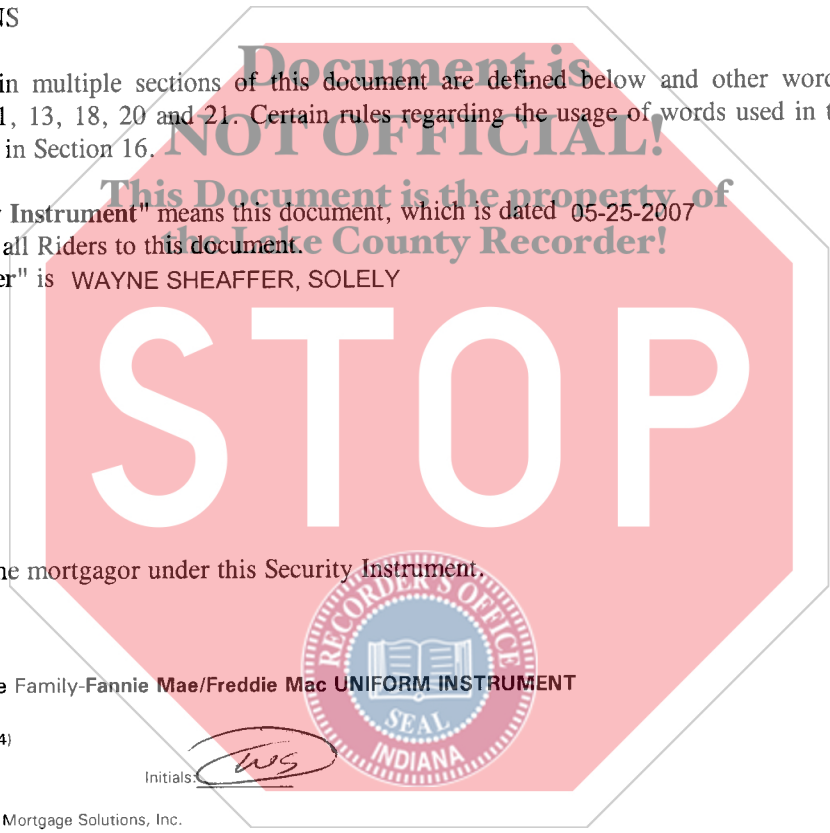 NS
Document is
in multiple sections of this document are defined below and other word
1, 13, 18, 20 and 21. Certain rules regarding the usage of words used in t
NOT OFFICIAL!
in Section 16.
This Document is the property of
Instrument" means this document, which is dated 05-25-2007
the Lake County Recorder!
all Riders to this document.
er" is WAYNE SHEAFFER, SOLELY
STOP
he mortgagor under this Security Instrument.
RECORDER'S OFFICE
SEAL
INDIANA
e Family-Fannie Mae/Freddie Mac UNIFORM INSTRUMENT
4)
Initials: WS
Mortgage Solutions, Inc.